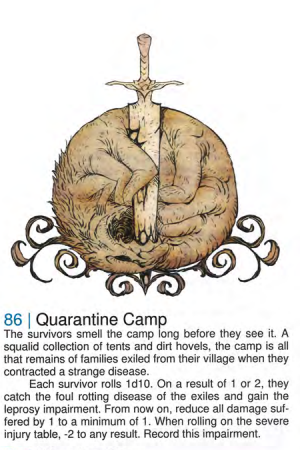 86 | Quarantine Camp
The survivors smell the camp long before they see it. A
squalid collection of tents and dirt hovels, the camp is all
that remains of families exiled from their village when they
contracted a strange disease.
Each survivor rolls 1d10. On a result of 1 or 2, they
catch the foul rotting disease of the exiles and gain the
leprosy impairment. From now on, reduce all damage suf-
fered by 1 to a minimum of 1. When rolling on the severe
injury table, -2 to any result. Record this impairment.